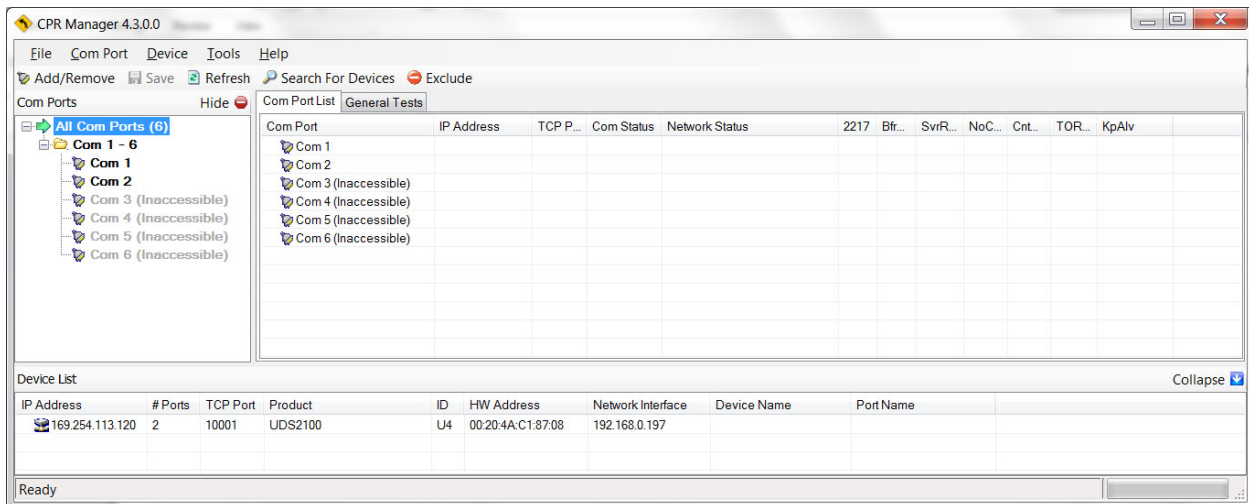 CPR Manager 4.3.0.0
File Com Port Device Tools Help
Add/Remove Save Refresh Search For Devices Exclude
Com Ports Hide
Com Port List General Tests
All Com Ports (6)
Com 1 - 6
Com 1
Com 2
Com 3 (Inaccessible)
Com 4 (Inaccessible)
Com 5 (Inaccessible)
Com 6 (Inaccessible)
Com Port IP Address TCP P... Com Status Network Status 2217 Bfr... SvrR... NoC... Cnt... TOR... KpAlv
Com 1
Com 2
Com 3 (Inaccessible)
Com 4 (Inaccessible)
Com 5 (Inaccessible)
Com 6 (Inaccessible)
Device List Collapse
IP Address # Ports TCP Port Product ID HW Address Network Interface Device Name Port Name
169.254.113.120 2 10001 UDS2100 U4 00:20:4A:C1:87:08 192.168.0.197
Ready